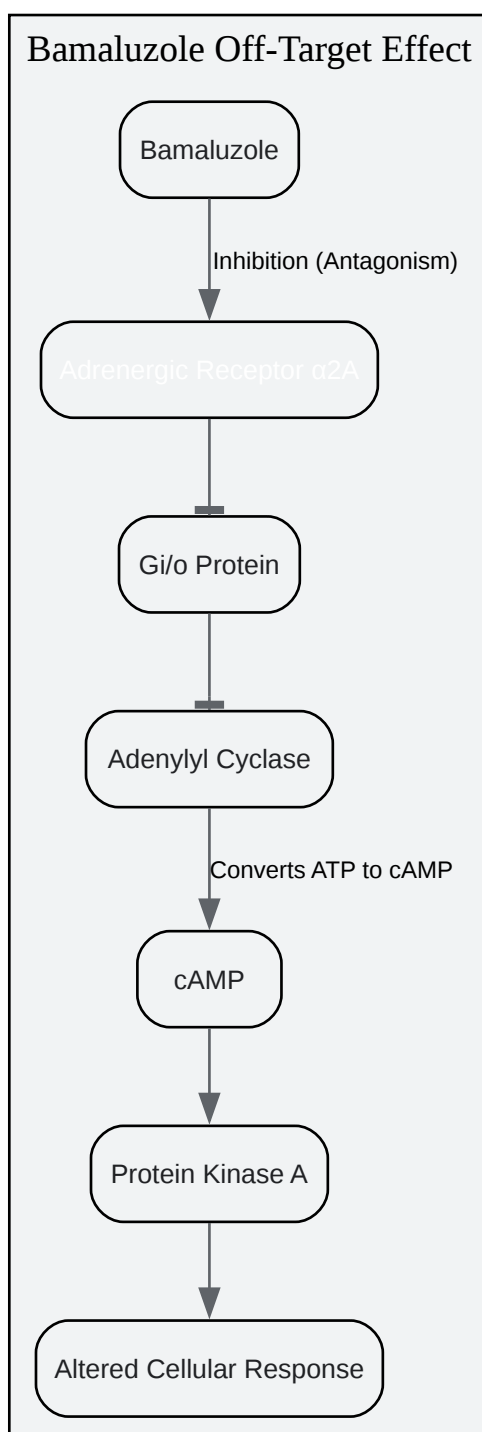 Bamaluzole Off-Target Effect
Bamaluzole
Inhibition (Antagonism)
Adrenergic Receptor α2A
Gi/o Protein
Adenylyl Cyclase
Converts ATP to cAMP
cAMP
Protein Kinase A
Altered Cellular Response